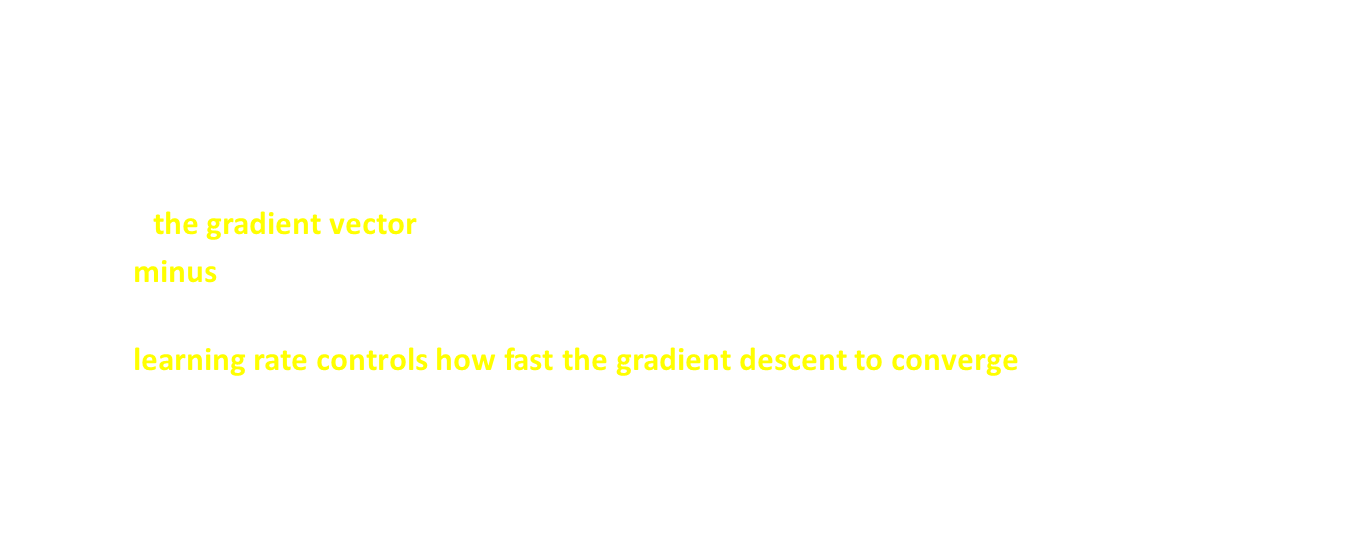 the gradient vector
minus
learning rate controls how fast the gradient descent to converge